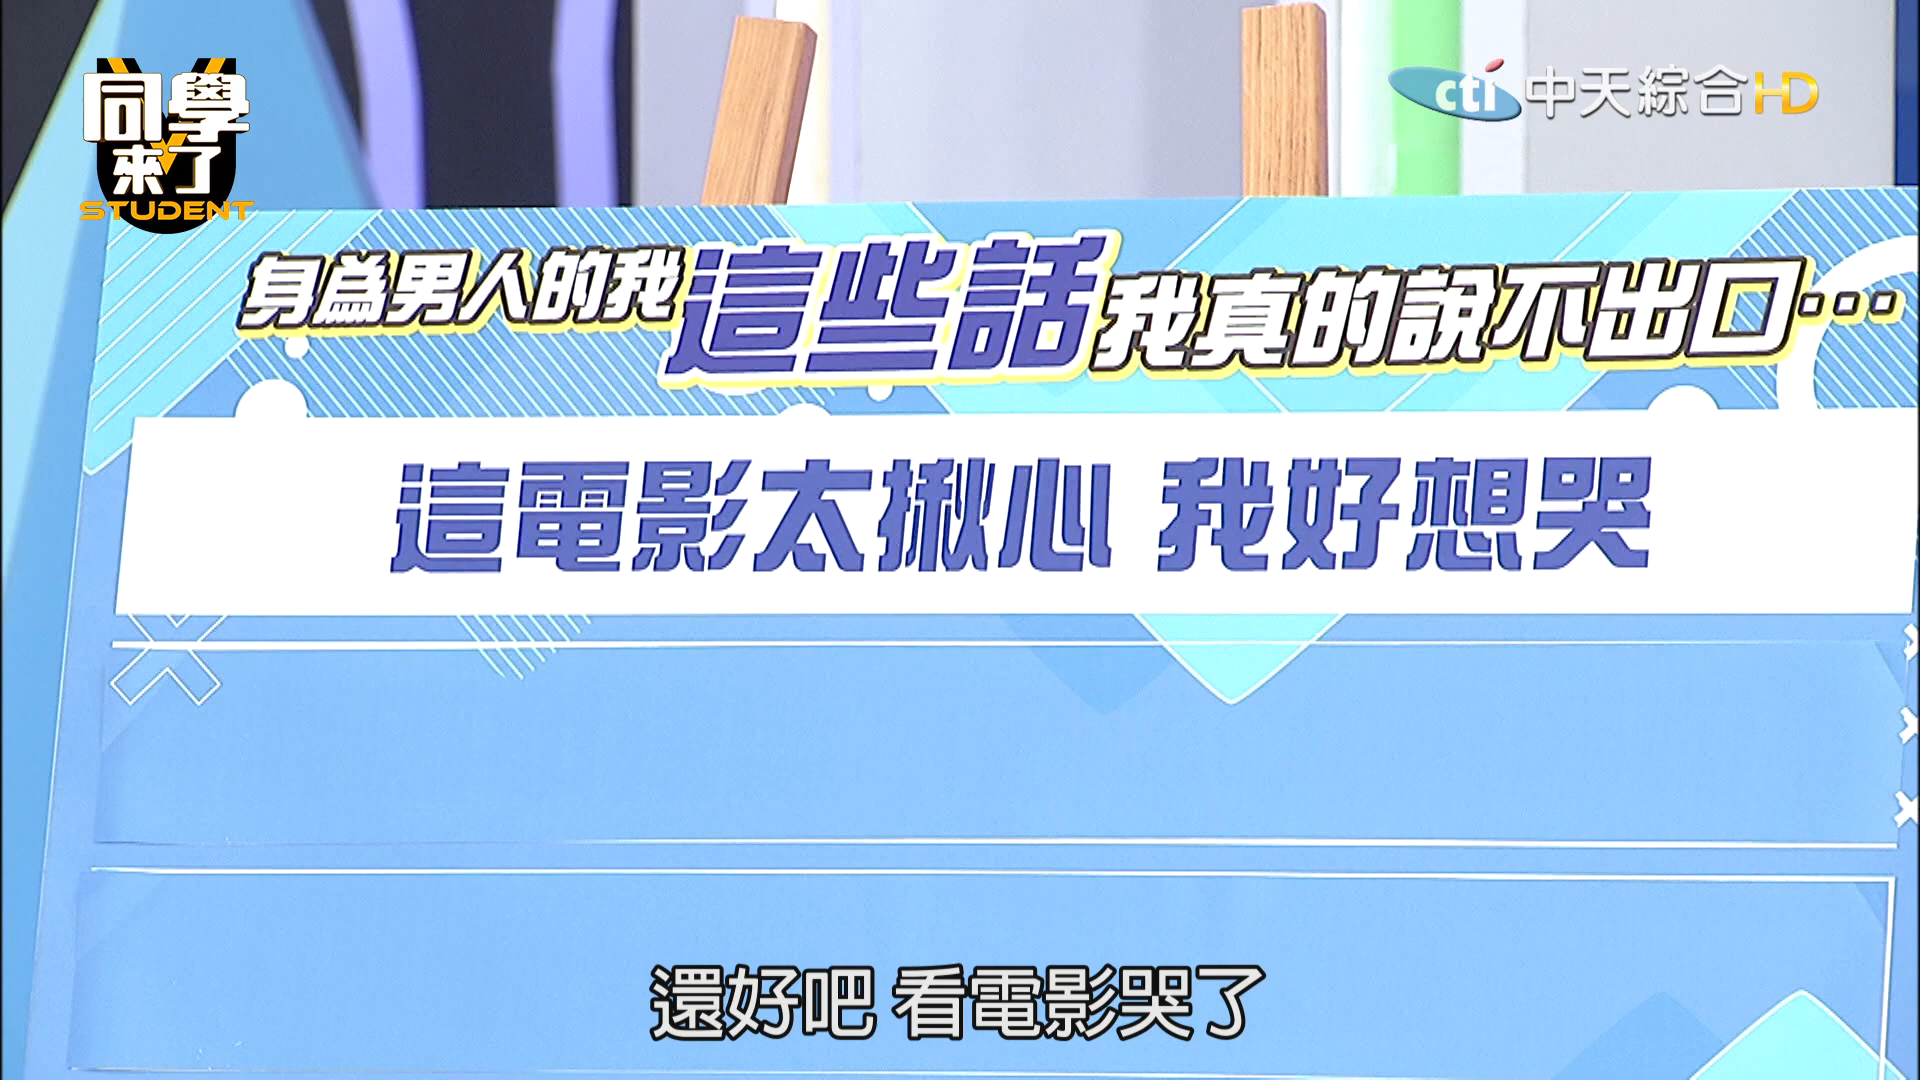 同學
來了
STUDENT
cti 中天綜合HD
身為男人的我這些話我真的說不出口…
這電影太揪心 我好想哭
還好吧 看電影哭了